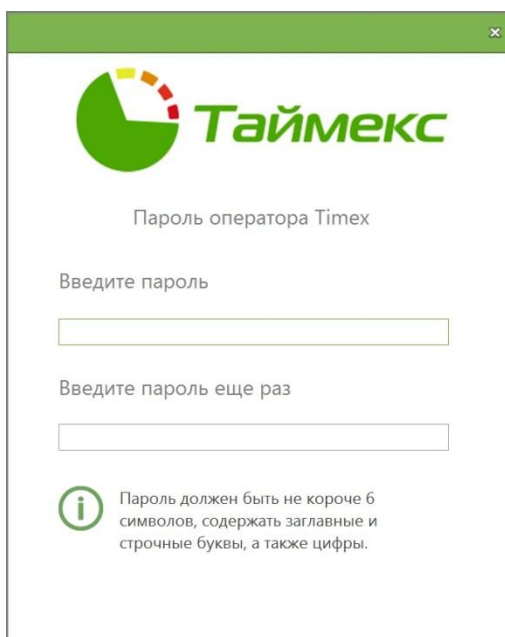 Таймекс
Пароль оператора Timex
Введите пароль
Введите пароль еще раз
Пароль должен быть не короче 6
символов, содержать заглавные и
строчные буквы, а также цифры.